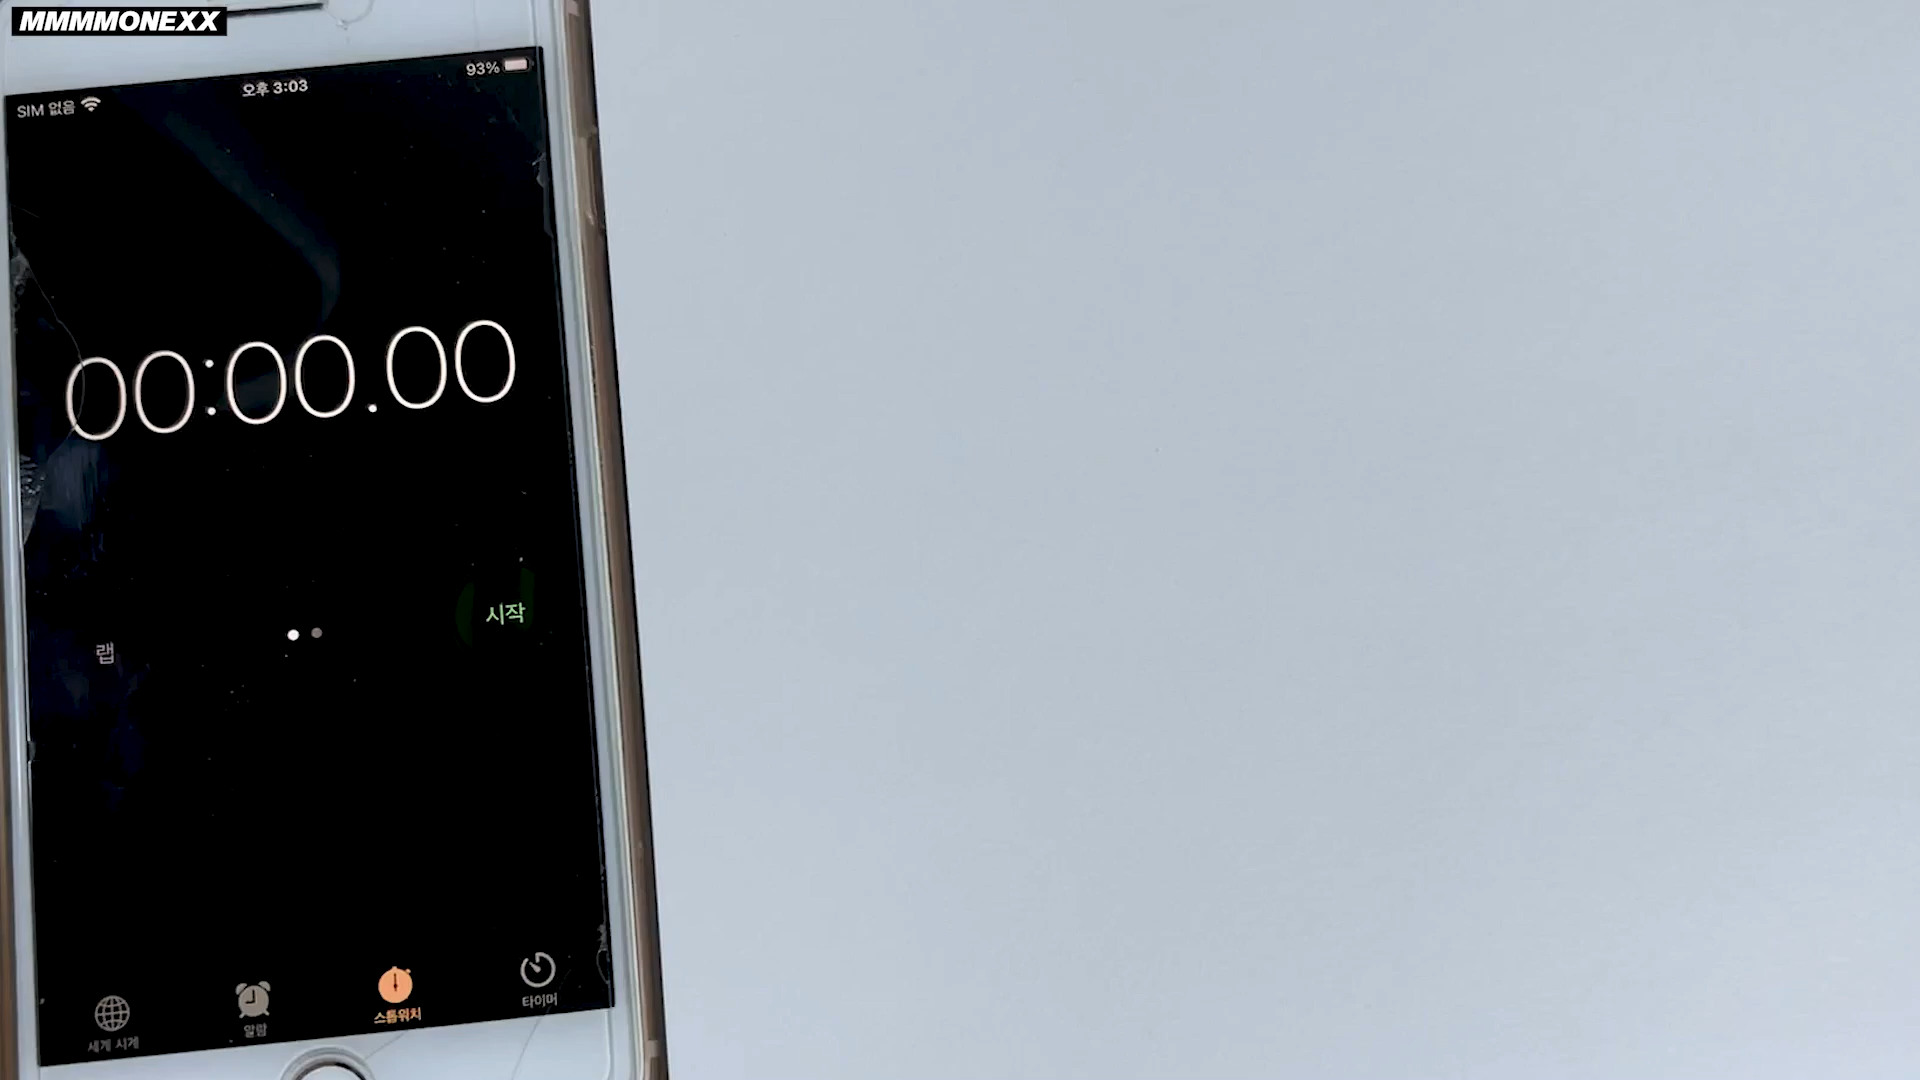 MMMMONEXX
SIM 없음 오후 3:03 93%
00:00.00
랩 시작
세계 시계 알람 스톱워치 타이머